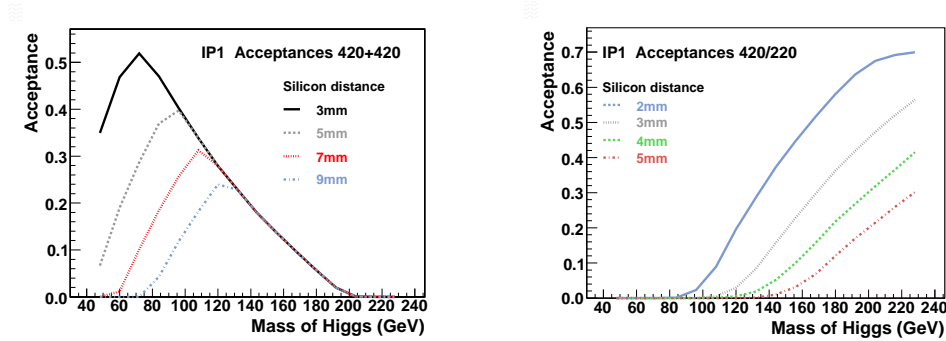 IP1 Acceptances 420+420
Acceptance
Silicon distance
3mm
5mm
7mm
9mm
0.5
0.4
0.3
0.2
0.1
0.0
40 60 80 100 120 140 160 180 200 220 240
Mass of Higgs (GeV)
IP1 Acceptances 420/220
Acceptance
Silicon distance
2mm
3mm
4mm
5mm
0.7
0.6
0.5
0.4
0.3
0.2
0.1
0.0
40 60 80 100 120 140 160 180 200 220 240
Mass of Higgs (GeV)